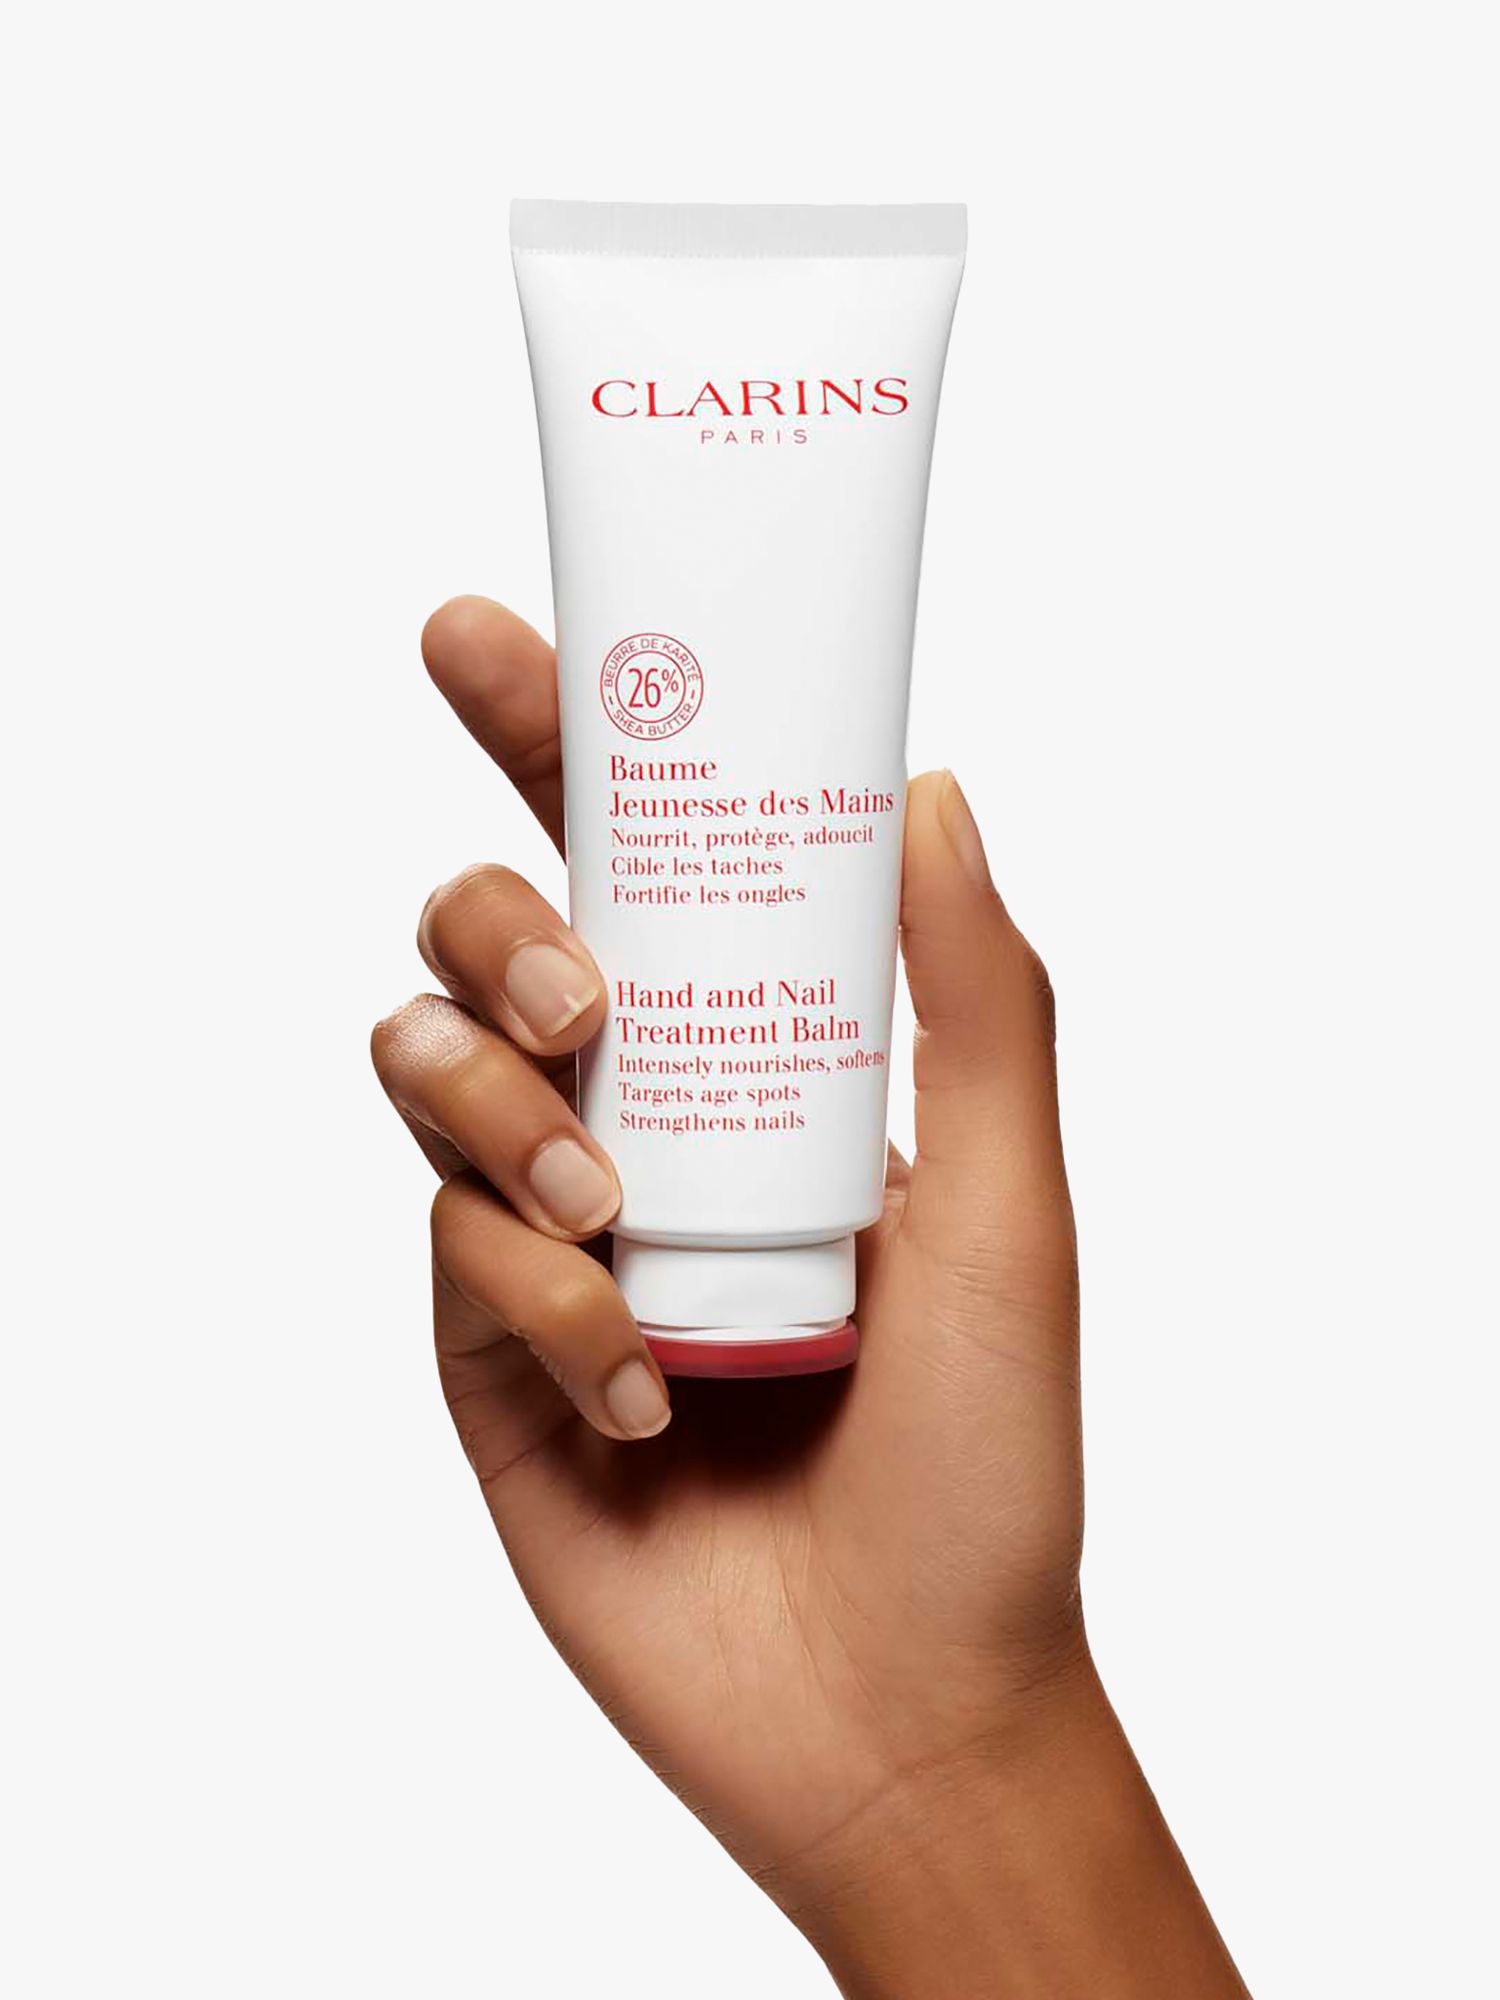 CLARINS
PARIS
BEURRE DE KARITÉ
26%
SHEA BUTTER
Baume
Jeunesse des Mains
Nourrit, protège, adoucit
Cible les taches
Fortifie les ongles
Hand and Nail
Treatment Balm
Intensely nourishes, softens
Targets age spots
Strengthens nails